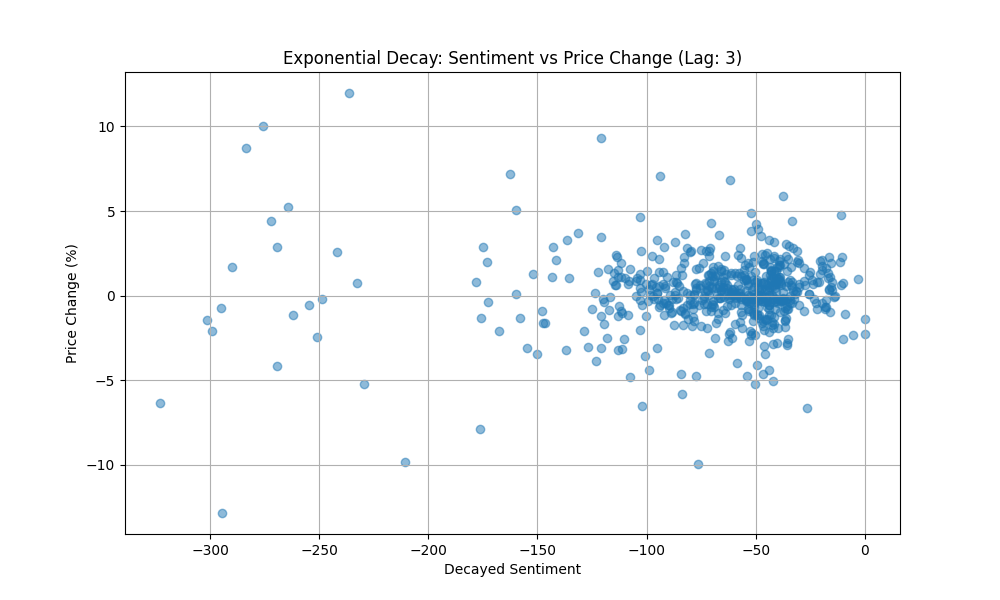 Exponential Decay: Sentiment vs Price Change (Lag: 3)
Price Change (%)
10
5
0
−5
−10
−300 −250 −200 −150 −100 −50 0
Decayed Sentiment